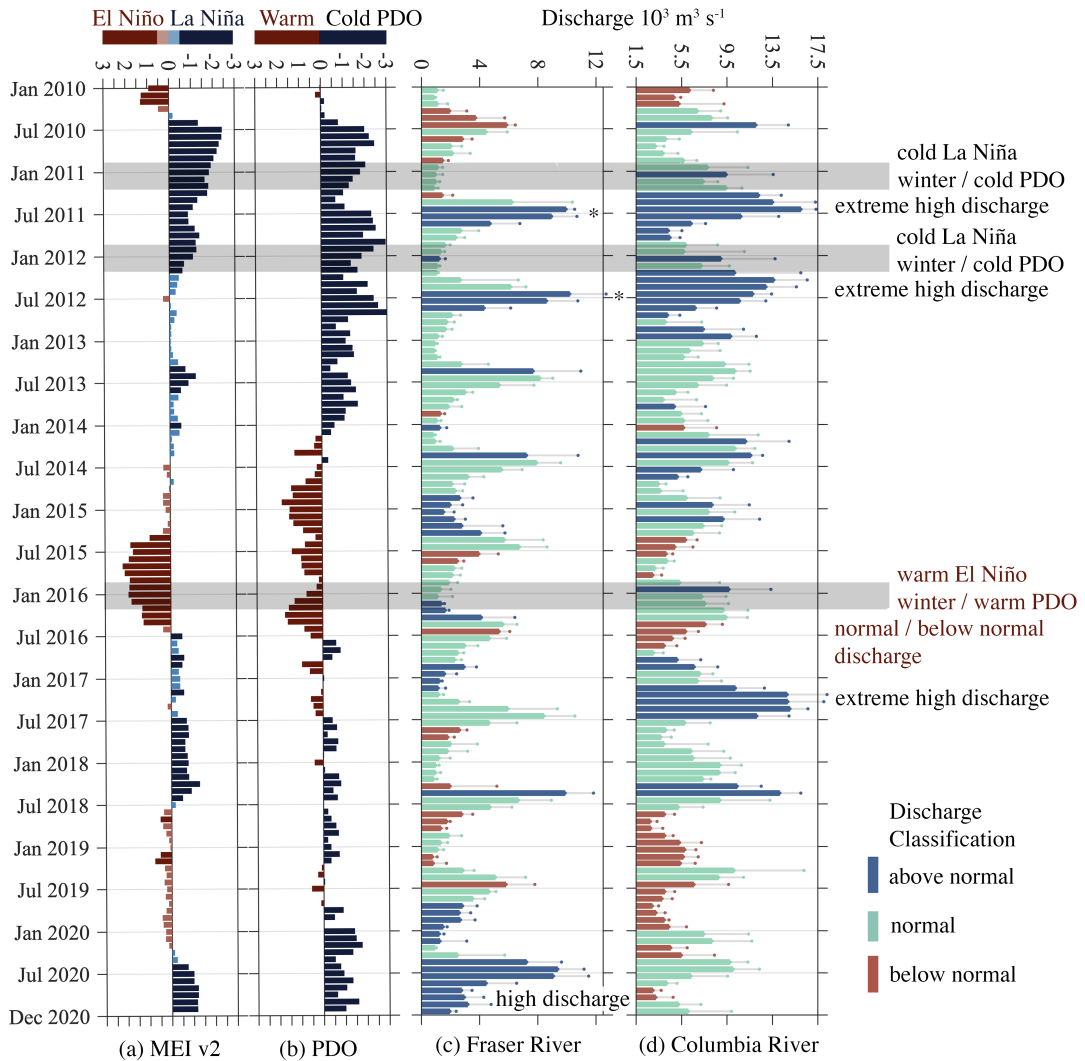 El Niño La Niña Warm Cold PDO Discharge 10³ m³ s⁻¹
3 2 1 0 -1 -2 -3 3 2 1 0 -1 -2 -3 0 4 8 12 1.5 5.5 9.5 13.5 17.5
Jan 2010
Jul 2010
Jan 2011
Jul 2011
Jan 2012
Jul 2012
Jan 2013
Jul 2013
Jan 2014
Jul 2014
Jan 2015
Jul 2015
Jan 2016
Jul 2016
Jan 2017
Jul 2017
Jan 2018
Jul 2018
Jan 2019
Jul 2019
Jan 2020
Jul 2020
Dec 2020
*
*
high discharge
cold La Niña
winter / cold PDO
extreme high discharge
cold La Niña
winter / cold PDO
extreme high discharge
warm El Niño
winter / warm PDO
normal / below normal
discharge
extreme high discharge
Discharge
Classification
above normal
normal
below normal
(a) MEI v2 (b) PDO (c) Fraser River (d) Columbia River